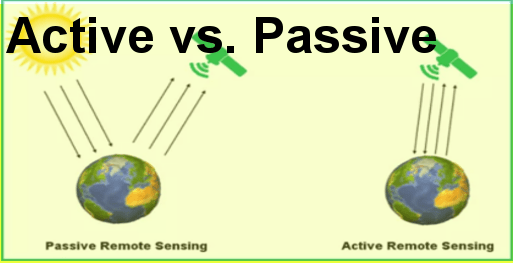 Active vs. Passive
Passive Remote Sensing
Active Remote Sensing